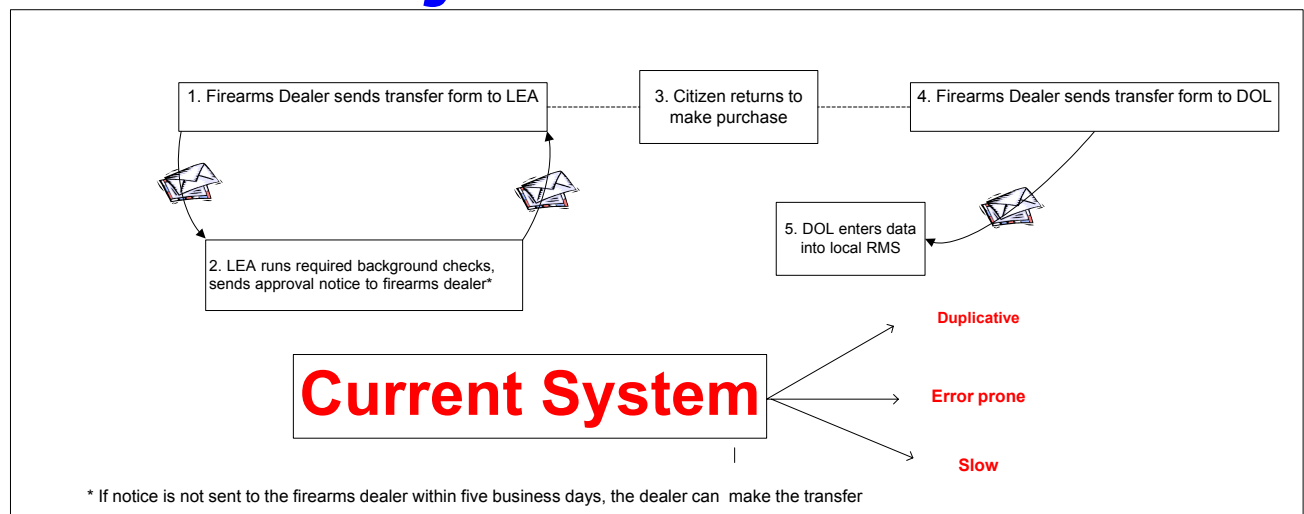 1. Firearms Dealer sends transfer form to LEA
3. Citizen returns to
make purchase
4. Firearms Dealer sends transfer form to DOL
2. LEA runs required background checks,
sends approval notice to firearms dealer*
5. DOL enters data
into local RMS
Current System
Duplicative
Error prone
Slow
* If notice is not sent to the firearms dealer within five business days, the dealer can make the transfer